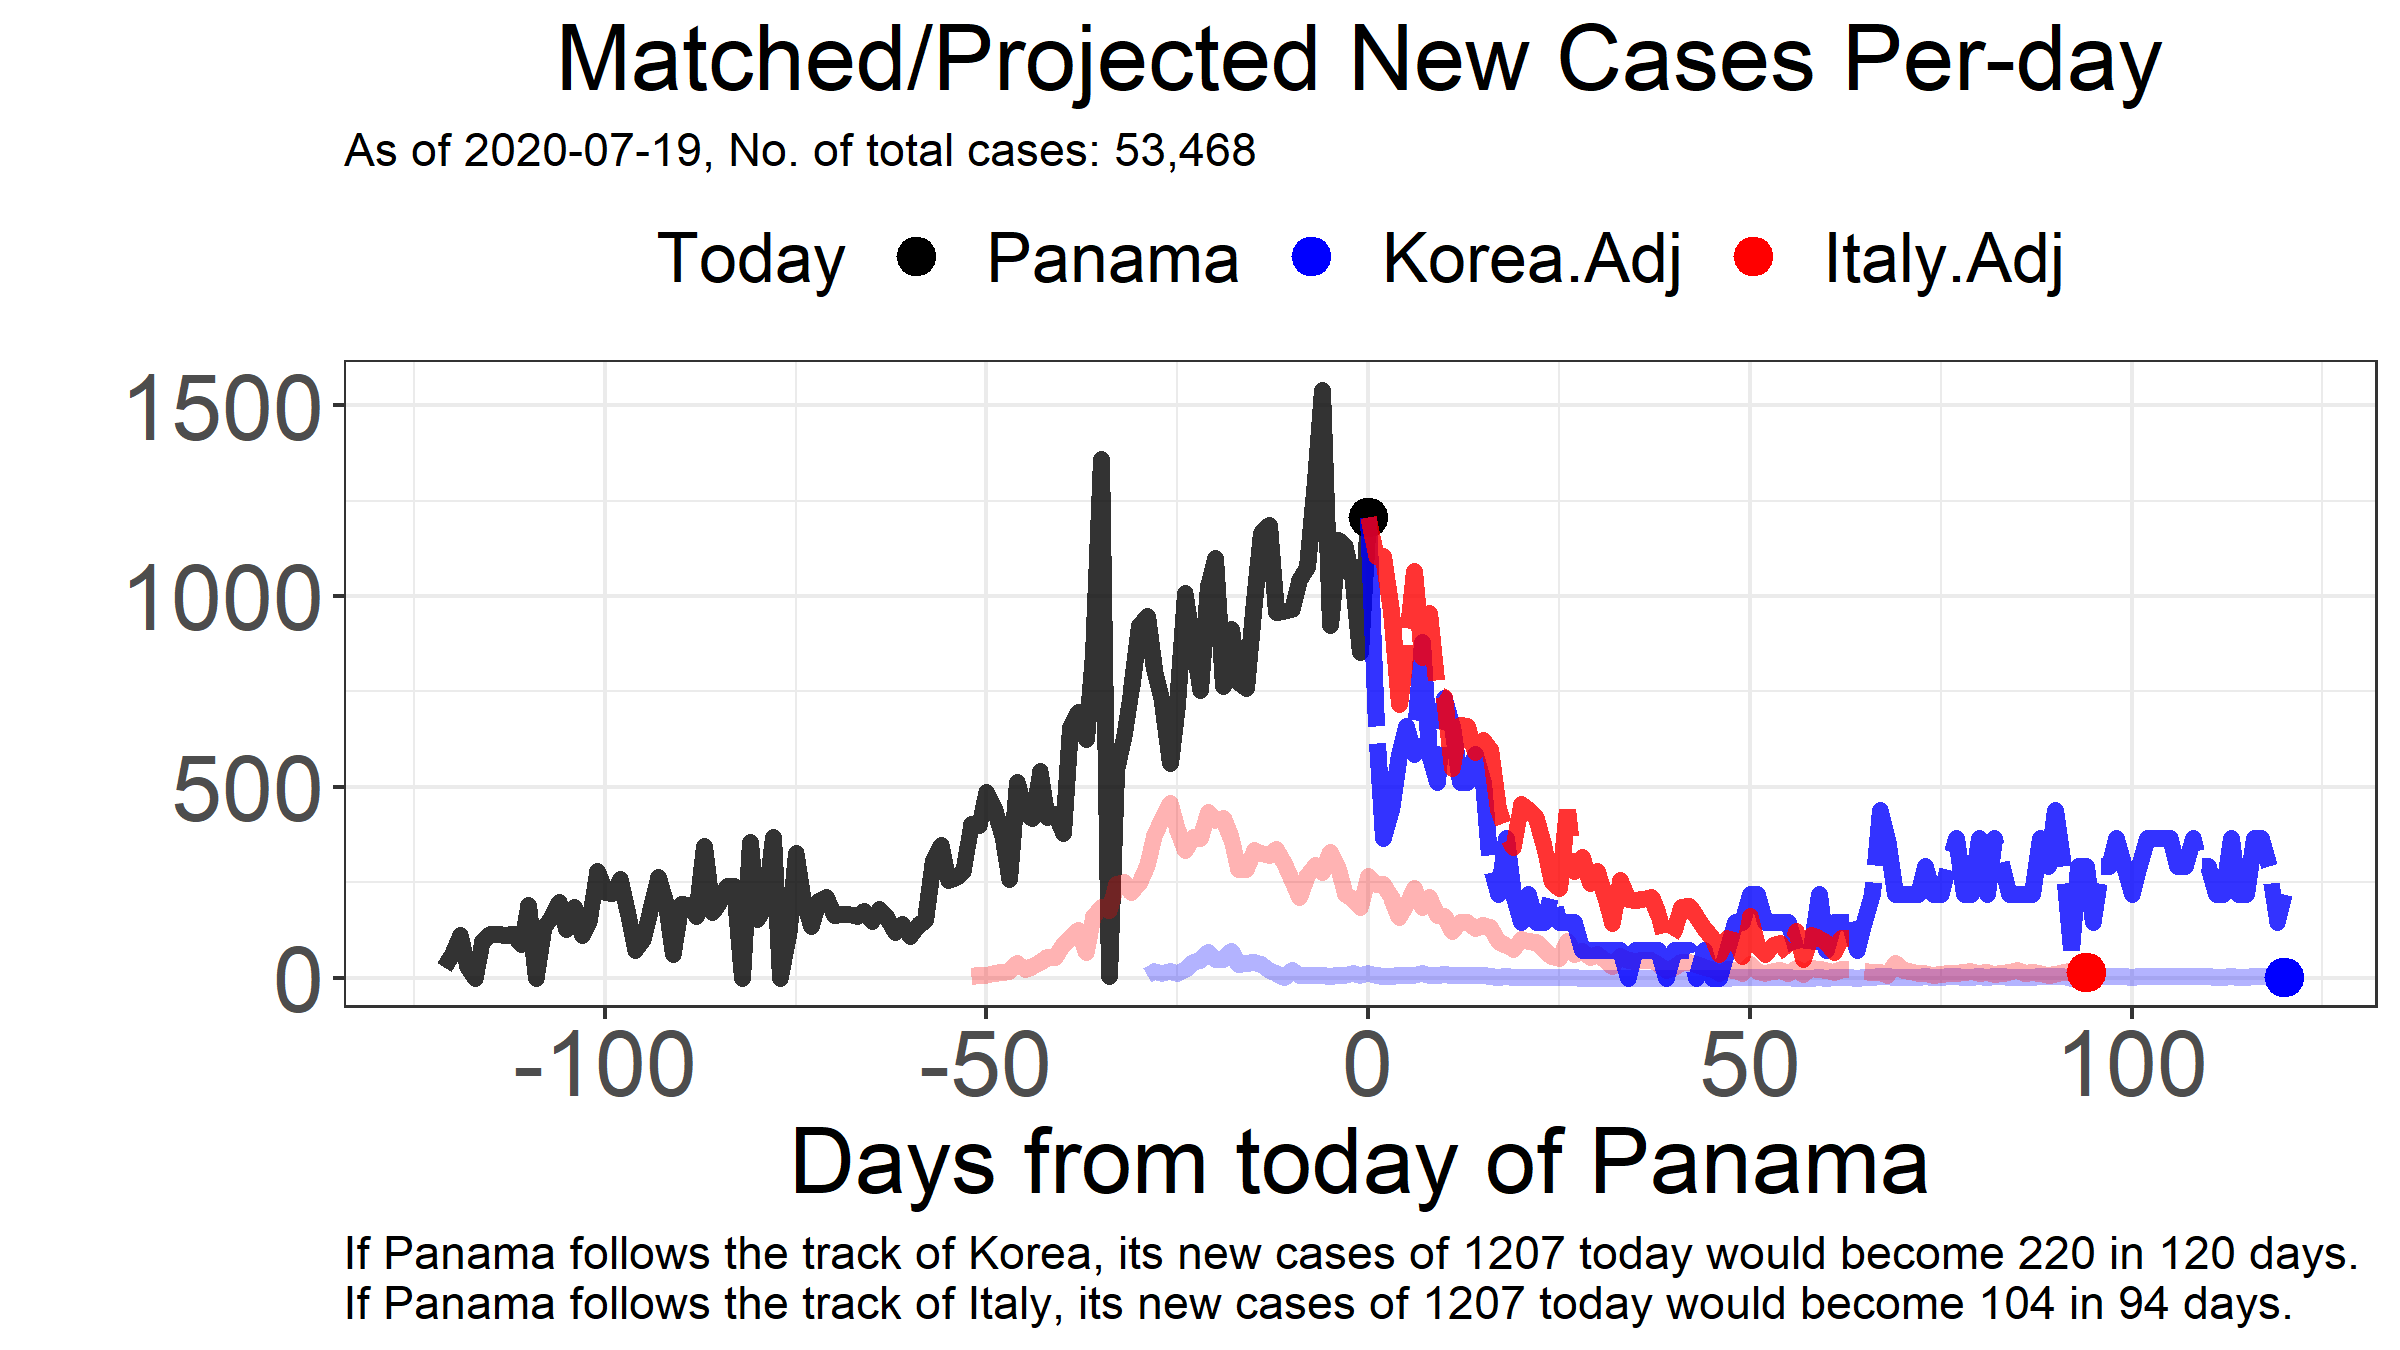 Matched/Projected New Cases Per-day
As of 2020-07-19, No. of total cases: 53,468
Today Panama Korea.Adj Italy.Adj
1500
1000
500
0
-100 -50 0 50 100
Days from today of Panama
If Panama follows the track of Korea, its new cases of 1207 today would become 220 in 120 days.
If Panama follows the track of Italy, its new cases of 1207 today would become 104 in 94 days.